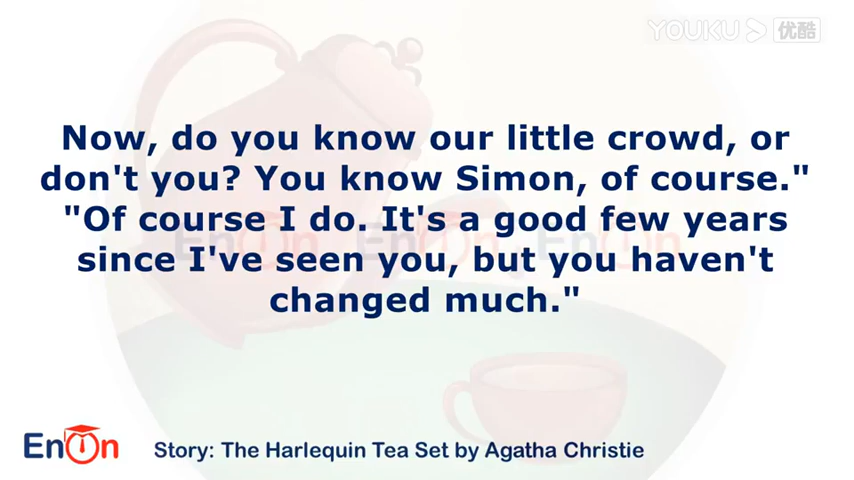 YOUKU 优酷
Now, do you know our little crowd, or
don't you? You know Simon, of course."
"Of course I do. It's a good few years
since I've seen you, but you haven't
changed much."
EnOn
Story: The Harlequin Tea Set by Agatha Christie